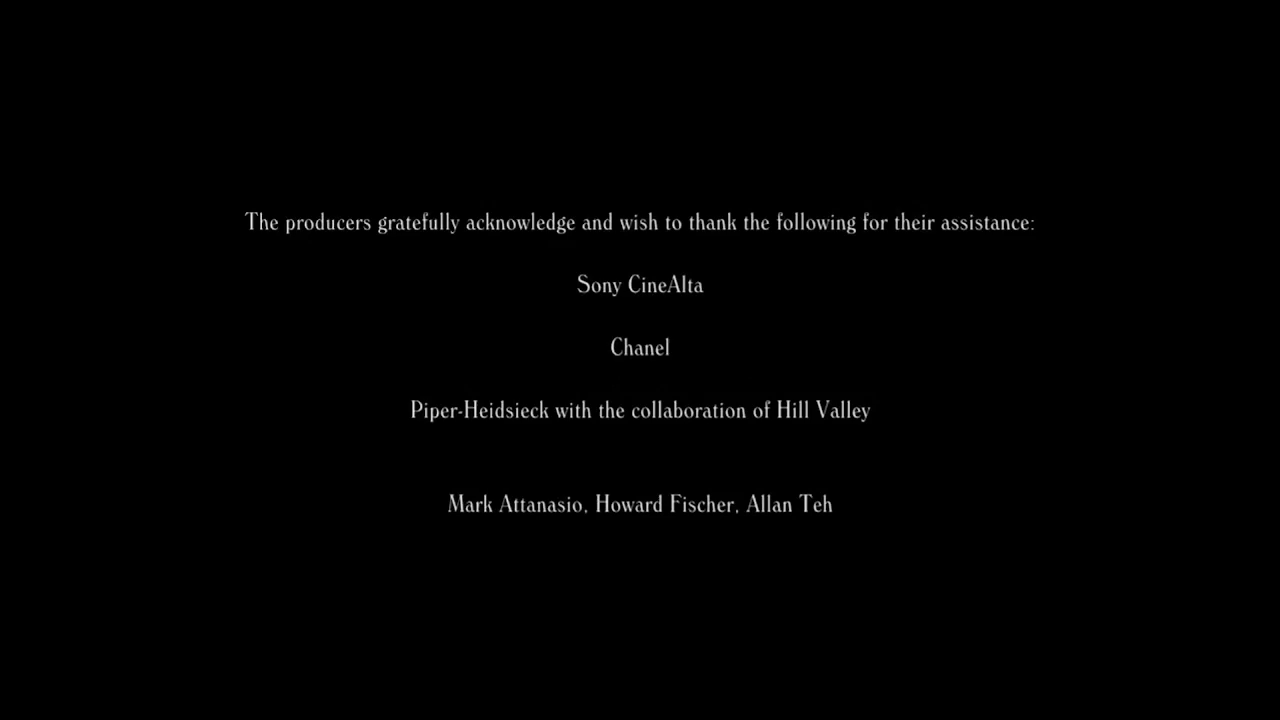 The producers gratefully acknowledge and wish to thank the following for their assistance:
Sony CineAlta
Chanel
Piper-Heidsieck with the collaboration of Hill Valley
Mark Attanasio, Howard Fischer, Allan Teh